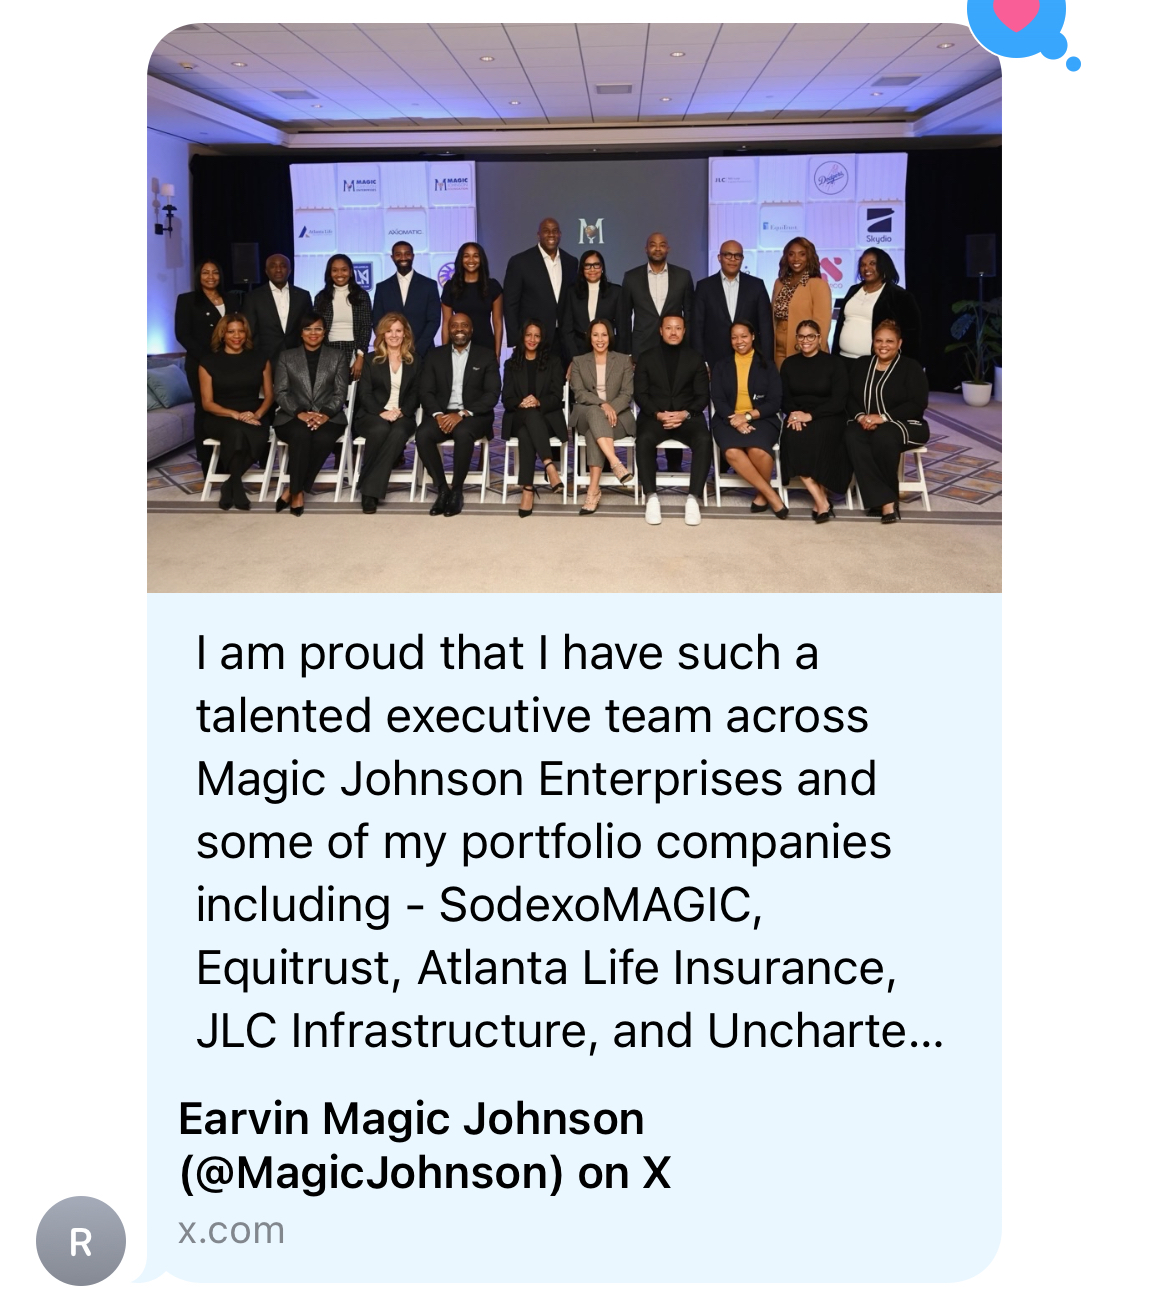 MAGIC
MAGIC
JLC
Dodgers
Atlanta Life
AXIOMATIC
M
EquiTrust
Skydio
I am proud that I have such a
talented executive team across
Magic Johnson Enterprises and
some of my portfolio companies
including - SodexoMAGIC,
Equitrust, Atlanta Life Insurance,
JLC Infrastructure, and Uncharte...
Earvin Magic Johnson
(@MagicJohnson) on X
x.com
R